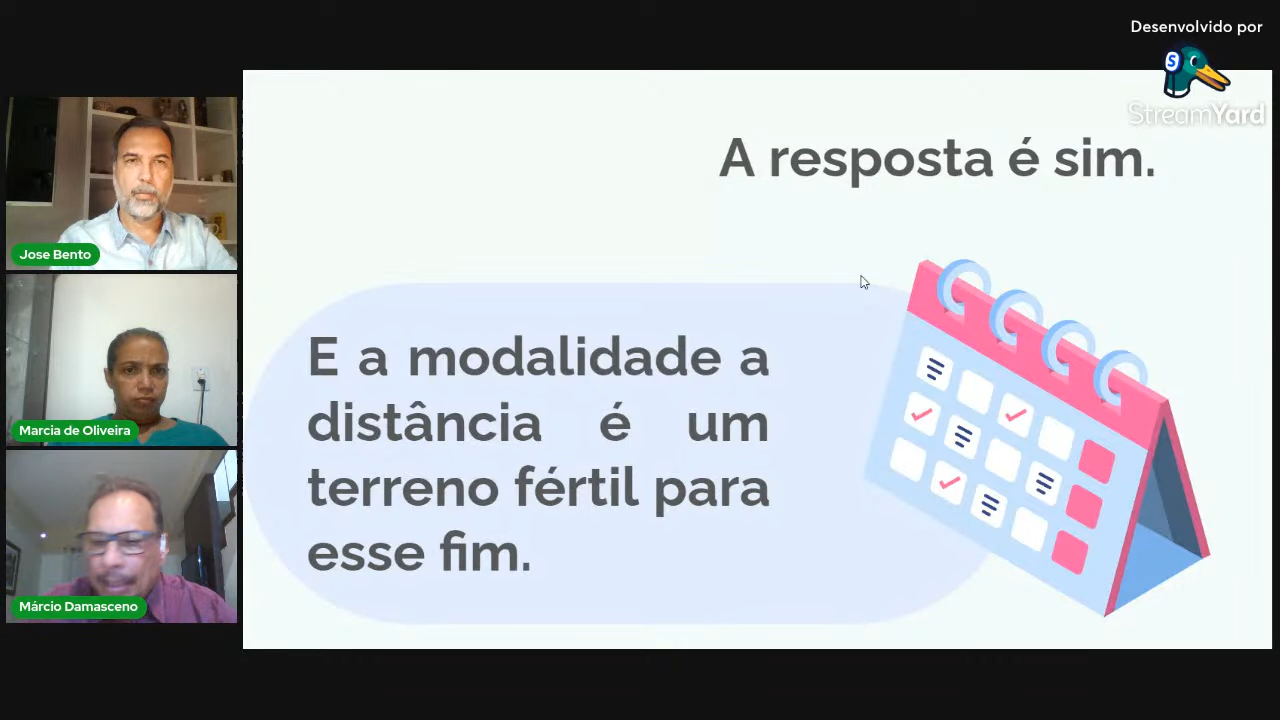 Desenvolvido por
StreamYard
A resposta é sim.
E a modalidade a
distância é um
terreno fértil para
esse fim.
Jose Bento
Marcia de Oliveira
Márcio Damasceno